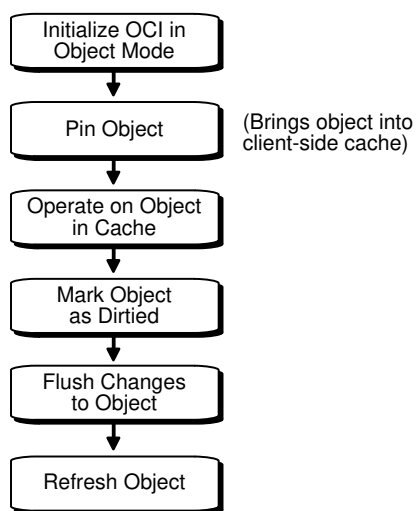 Initialize OCI in
Object Mode
Pin Object
(Brings object into
client-side cache)
Operate on Object
in Cache
Mark Object
as Dirtied
Flush Changes
to Object
Refresh Object